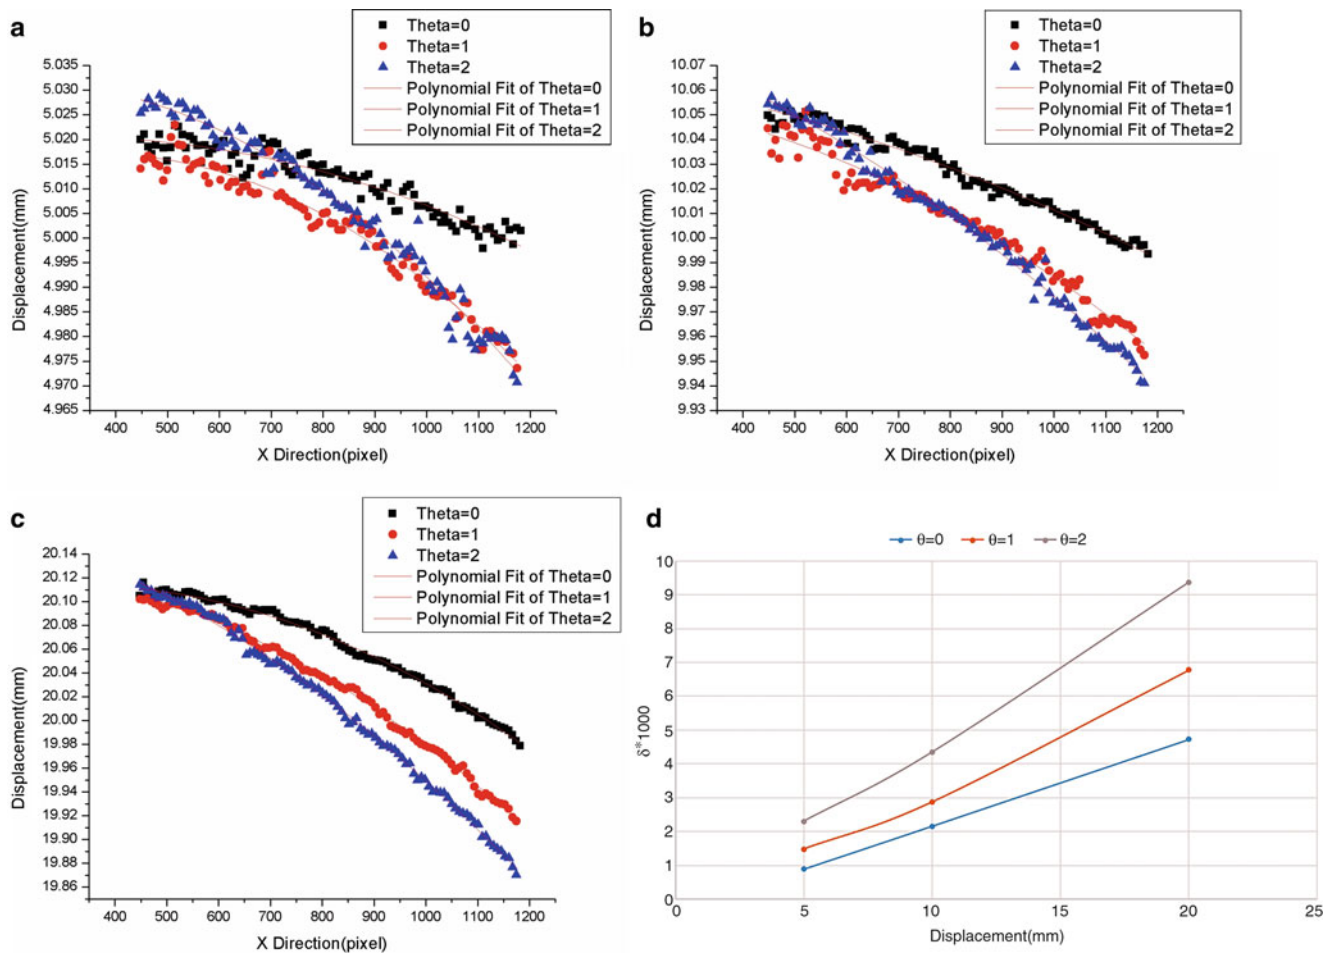 a
Theta=0
Theta=1
Theta=2
Polynomial Fit of Theta=0
Polynomial Fit of Theta=1
Polynomial Fit of Theta=2
5.035
5.030
5.025
5.020
5.015
5.010
5.005
5.000
4.995
4.990
4.985
4.980
4.975
4.970
4.965
Displacement(mm)
400 500 600 700 800 900 1000 1100 1200
X Direction(pixel)
b
Theta=0
Theta=1
Theta=2
Polynomial Fit of Theta=0
Polynomial Fit of Theta=1
Polynomial Fit of Theta=2
10.07
10.06
10.05
10.04
10.03
10.02
10.01
10.00
9.99
9.98
9.97
9.96
9.95
9.94
9.93
Displacement(mm)
400 500 600 700 800 900 1000 1100 1200
X Direction(pixel)
c
Theta=0
Theta=1
Theta=2
Polynomial Fit of Theta=0
Polynomial Fit of Theta=1
Polynomial Fit of Theta=2
20.14
20.12
20.10
20.08
20.06
20.04
20.02
20.00
19.98
19.96
19.94
19.92
19.90
19.88
19.86
Displacement(mm)
400 500 600 700 800 900 1000 1100 1200
X Direction(pixel)
d
θ=0 θ=1 θ=2
10
9
8
7
6
5
4
3
2
1
0
δ*1000
0 5 10 15 20 25
Displacement(mm)